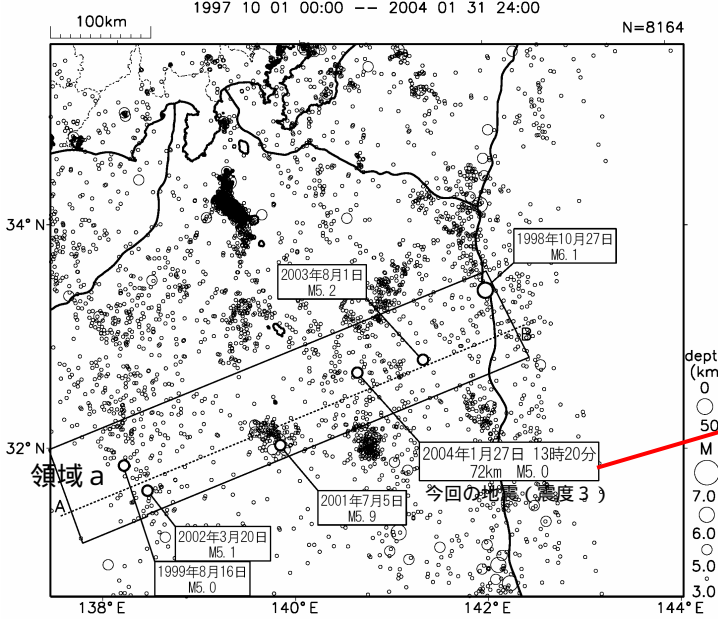 1997 10 01 00:00 -- 2004 01 31 24:00
100km
N=8164
34°N
1998年10月27日
M6.1
2003年8月1日
M5.2
B
dept
(km
0
50
M
7.0
6.0
5.0
3.0
32°N
2004年1月27日 13時20分
72km M5.0
今回の地震(震度3)
領域a
A
2001年7月5日
M5.9
2002年3月20日
M5.1
1999年8月16日
M5.0
138°E
140°E
142°E
144°E